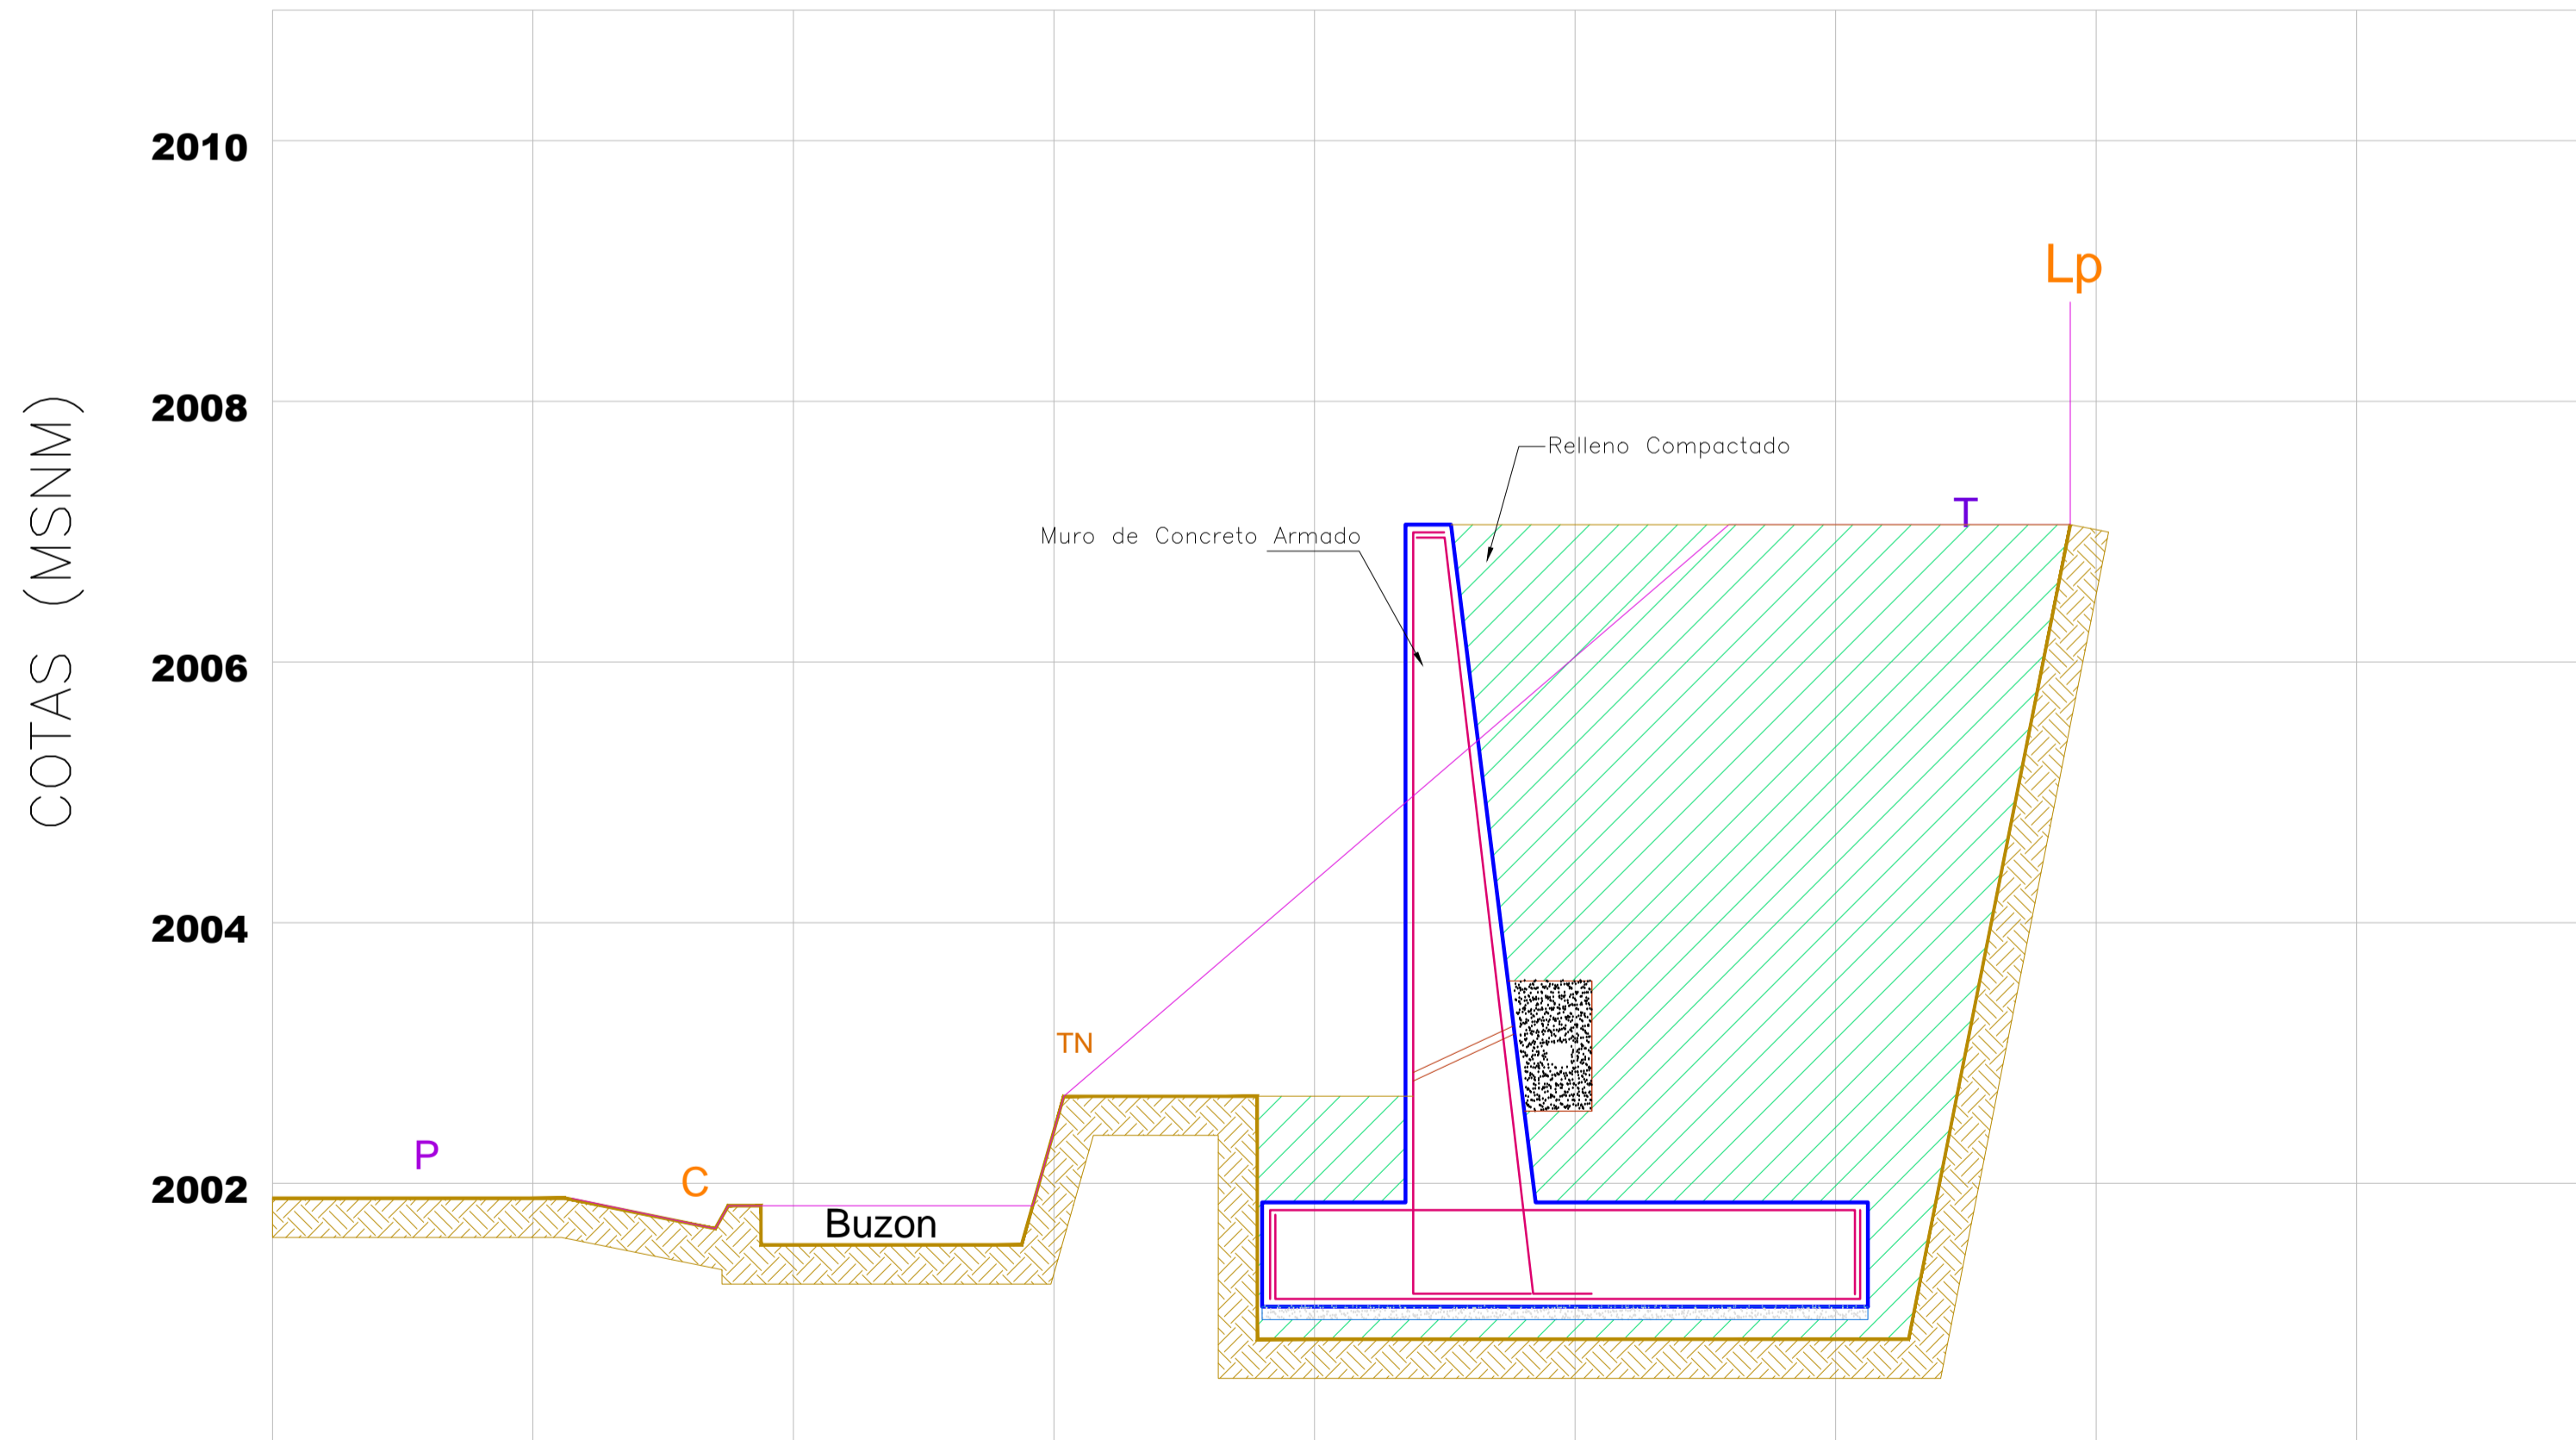 2010
Lp
2008
COTAS (MSNM)
Relleno Compactado
T
Muro de Concreto Armado
2006
2004
TN
P
C
2002
Buzon